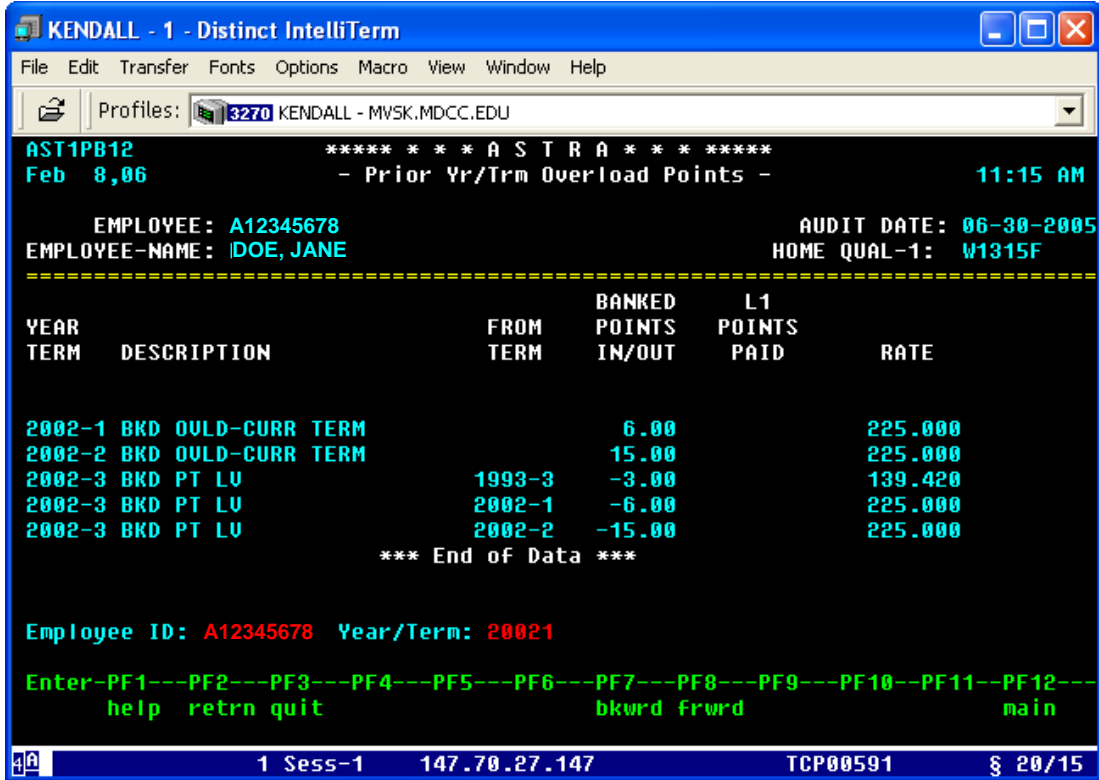 KENDALL - 1 - Distinct IntelliTerm
File Edit Transfer Fonts Options Macro View Window Help
Profiles: 3270 KENDALL - MVSK.MDCC.EDU
AST1PB12 ***** * * * A S T R A * * * *****
Feb 8,06 - Prior Yr/Trm Overload Points - 11:15 AM
EMPLOYEE: A12345678 AUDIT DATE: 06-30-2005
EMPLOYEE-NAME: DOE, JANE HOME QUAL-1: W1315F
====================================================================================
BANKED L1
YEAR FROM POINTS POINTS
TERM DESCRIPTION TERM IN/OUT PAID RATE
2002-1 BKD OVLD-CURR TERM 6.00 225.000
2002-2 BKD OVLD-CURR TERM 15.00 225.000
2002-3 BKD PT LV 1993-3 -3.00 139.420
2002-3 BKD PT LV 2002-1 -6.00 225.000
2002-3 BKD PT LV 2002-2 -15.00 225.000
*** End of Data ***
Employee ID: A12345678 Year/Term: 20021
Enter-PF1---PF2---PF3---PF4---PF5---PF6---PF7---PF8---PF9---PF10--PF11--PF12---
help retrn quit bkwrd frwrd main
4A 1 Sess-1 147.70.27.147 TCP00591 § 20/15